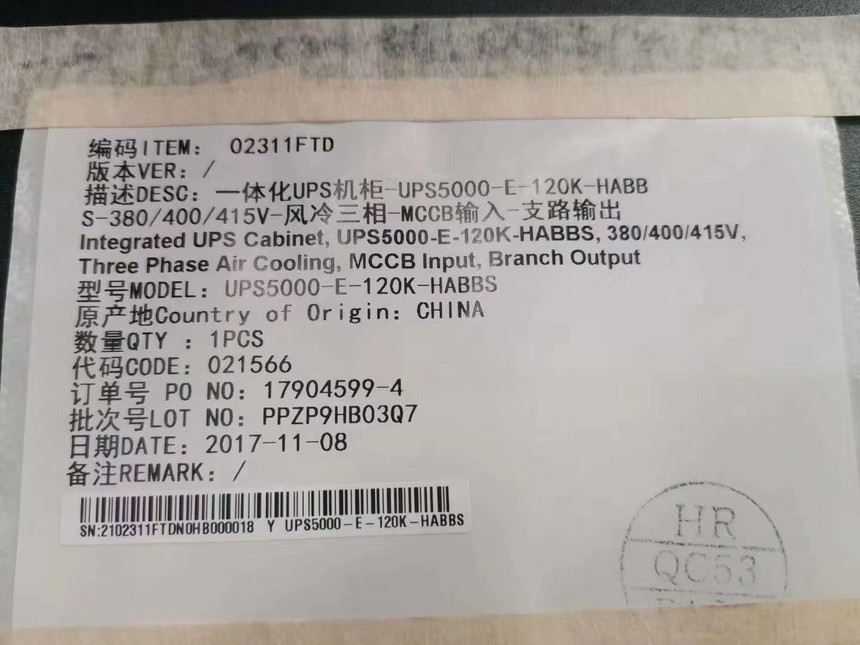 编码ITEM： 02311FTD
版本VER：/
描述DESC：一体化UPS机柜-UPS5000-E-120K-HABB
S-380/400/415V-风冷三相-MCCB输入-支路输出
Integrated UPS Cabinet, UPS5000-E-120K-HABBS, 380/400/415V,
Three Phase Air Cooling, MCCB Input, Branch Output
型号MODEL：UPS5000-E-120K-HABBS
原产地Country of Origin：CHINA
数量QTY ：1PCS
代码CODE：021566
订单号 PO NO：17904599-4
批次号LOT NO：PPZP9HB03Q7
日期DATE：2017-11-08
备注REMARK：/
SN:2102311FTDN0HB000018 Y UPS5000-E-120K-HABBS
HR
QC53